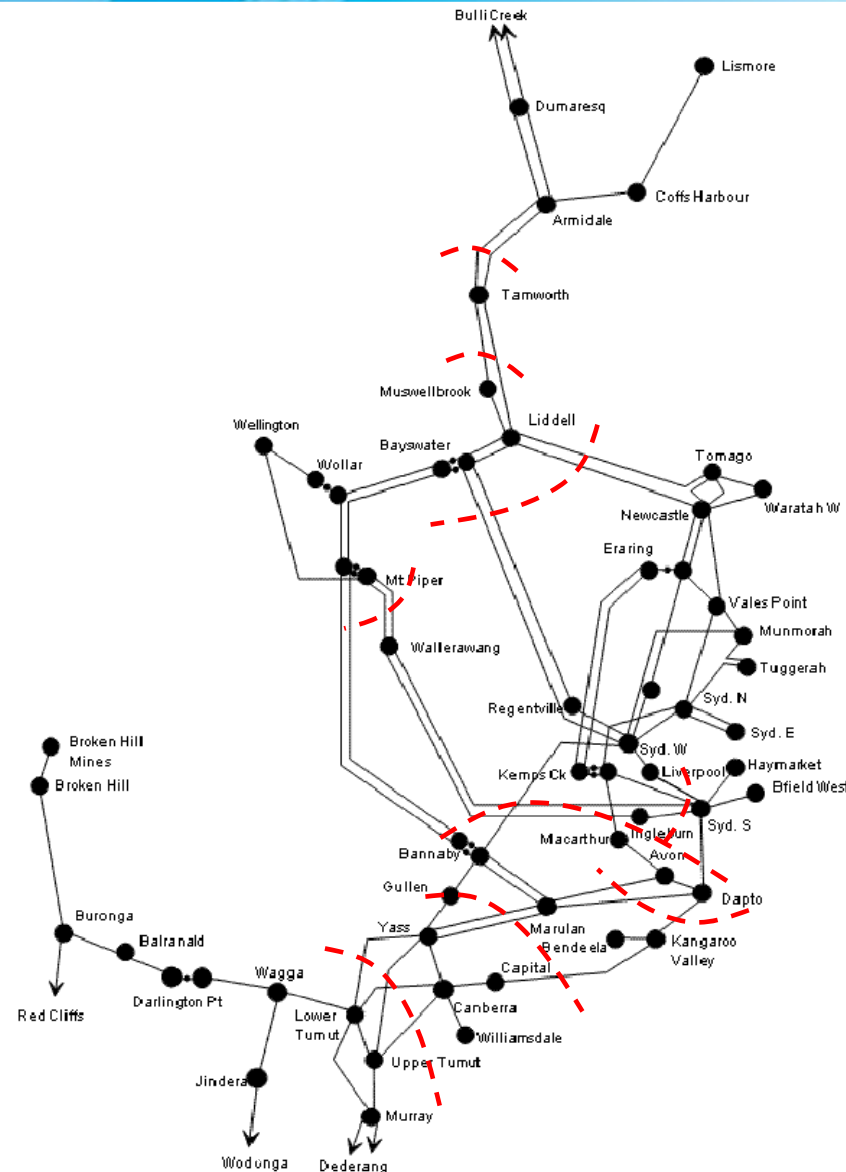 Bulli Creek
Lismore
Dumaresq
Coffs Harbour
Armidale
Tamworth
Muswellbrook
Liddell
Wellington
Bayswater
Wollar
Tomago
Waratah W
Newcastle
Eraring
Mt Piper
Vales Point
Munmorah
Wallerawang
Tuggerah
Regentville
Syd. N
Syd. E
Syd. W
Broken Hill
Mines
Broken Hill
Kemps Ck
Liverpool
Haymarket
Bfield West
Ingleburn
Syd. S
Macarthur
Bannaby
Avon
Gullen
Dapto
Buronga
Yass
Marulan
Balranald
Bendeela
Kangaroo
Valley
Wagga
Capital
Darlington Pt
Red Cliffs
Lower
Tumut
Canberra
Williamsdale
Upper Tumut
Jindera
Murray
Wodonga
Dederang